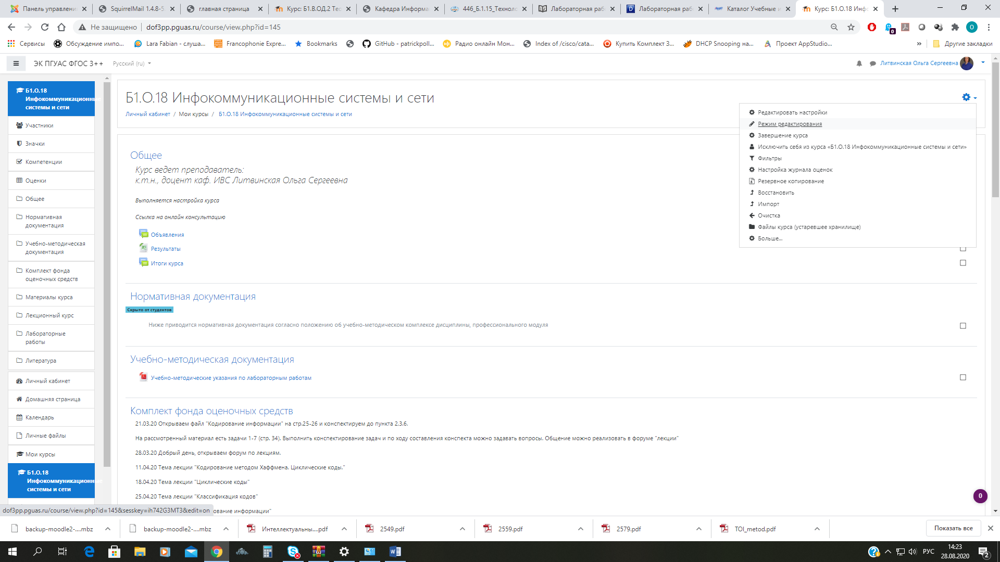 Панель управлени
SquirrelMail 1.4.8-5.
главная страница
Курс: Б1.В.ОД.2 Тес
Кафедра Информа
446_Б.1.15_Технол
Лабораторная раб
Лабораторная раб
Каталог Учебные и
Курс: Б1.О.18 Инфо
Не защищено
dof3pp.pguas.ru/course/view.php?id=145
Сервисы
Обсуждение импо...
Lara Fabian - слуша...
Francophonie Expre...
Bookmarks
GitHub - patrickpoll...
Радио онлайн Мон...
Index of /cisco/cata...
Купить Комплект 3...
DHCP Snooping на...
Проект AppStudio...
»
Другие закладки
ЭК ПГУАС ФГОС 3++
Русский (ru)
Литвинская Ольга Сергеевна
Б1.О.18
Инфокоммуникационные
системы и сети
Участники
Значки
Компетенции
Оценки
Общее
Нормативная
документация
Учебно-методическая
документация
Комплект фонда
оценочных средств
Материалы курса
Лекционный курс
Лабораторные
работы
Литература
Личный кабинет
Домашняя страница
Календарь
Личные файлы
Мои курсы
Б1.О.18
Инфокоммуникационные
системы и сети
Б1.О.18 Инфокоммуникационные системы и сети
Личный кабинет / Мои курсы / Б1.О.18 Инфокоммуникационные системы и сети
Редактировать настройки
Режим редактирования
Завершение курса
Исключить себя из курса «Б1.О.18 Инфокоммуникационные системы и сети»
Фильтры
Настройка журнала оценок
Резервное копирование
Восстановить
Импорт
Очистка
Файлы курса (устаревшее хранилище)
Больше...
Общее
Курс ведет преподаватель:
к.т.н., доцент каф. ИВС Литвинская Ольга Сергеевна
Выполняется настройка курса
Ссылка на онлайн консультацию
Объявления
Результаты
Итоги курса
Нормативная документация
Скрыто от студентов
Ниже приводится нормативная документация согласно положению об учебно-методическом комплексе дисциплины, профессионального модуля
Учебно-методическая документация
Учебно-методические указания по лабораторным работам
Комплект фонда оценочных средств
21.03.20 Открываем файл "Кодирование информации" на стр.25-26 и конспектируем до пункта 2.3.6.
На рассмотренный материал есть задачи 1-7 (стр. 34). Выполнить конспектирование задач и по ходу составления конспекта можно задавать вопросы. Общение можно реализовать в форуме "лекции"
28.03.20 Добрый день, открываем форум по лекциям.
11.04.20 Тема лекции "Кодирование методом Хаффмена. Циклические коды."
18.04.20 Тема лекции "Циклические коды"
25.04.20 Тема лекции "Классификация кодов"
ование информации"
0
dof3pp.pguas.ru/course/view.php?id=145&sesskey=ih742G3MT3&edit=on
backup-moodle2-....mbz
backup-moodle2-....mbz
Интеллектуальны....pdf
2549.pdf
2559.pdf
2579.pdf
TOI_metod.pdf
Показать все
РУС
14:23
28.08.2020
2